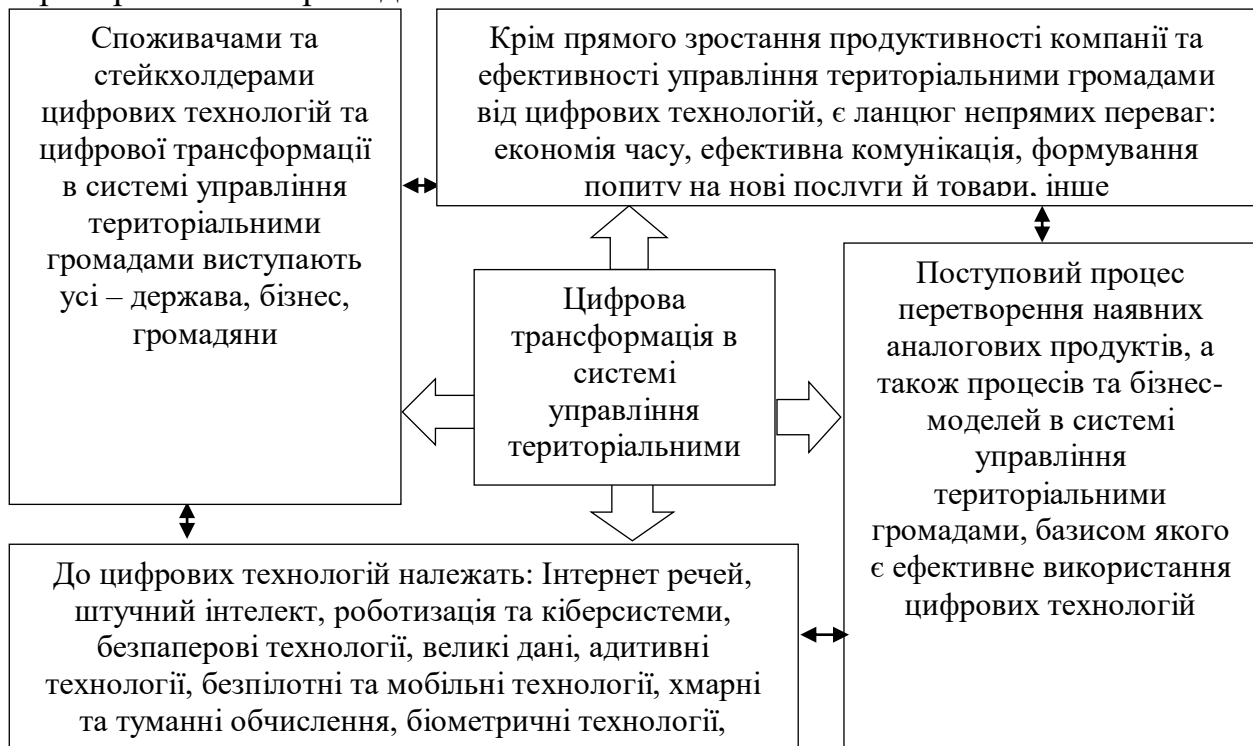 Споживачами та
стейкхолдерами
цифрових технологій та
цифрової трансформації
в системі управління
територіальними
громадами виступають
усі – держава, бізнес,
громадяни
Крім прямого зростання продуктивності компанії та
ефективності управління територіальними громадами
від цифрових технологій, є ланцюг непрямих переваг:
економія часу, ефективна комунікація, формування
попиту на нові послуги й товари, інше
Цифрова
трансформація в
системі
управління
територіальними
Поступовий процес
перетворення наявних
аналогових продуктів, а
також процесів та бізнес-
моделей в системі
управління
територіальними
громадами, базисом якого
є ефективне використання
цифрових технологій
До цифрових технологій належать: Інтернет речей,
штучний інтелект, роботизація та кіберсистеми,
безпаперові технології, великі дані, адитивні
технології, безпілотні та мобільні технології, хмарні
та туманні обчислення, біометричні технології,